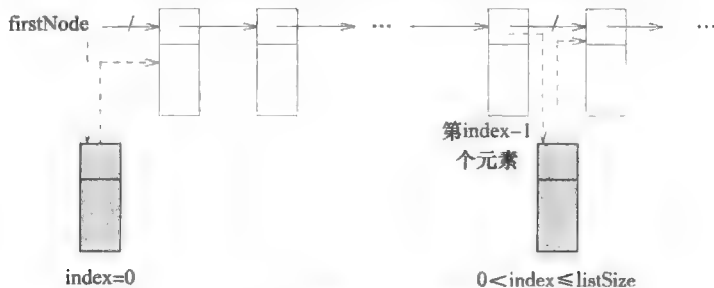 firstNode
...
...
第index-1
个元素
index=0
0<index≤listSize